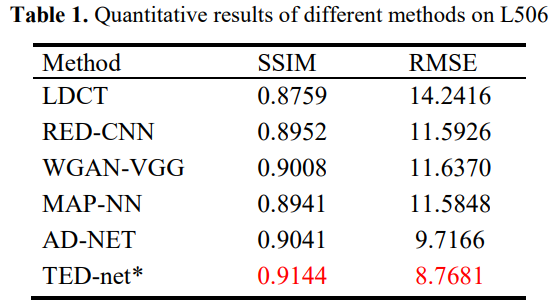 Table 1. Quantitative results of different methods on L506
Method SSIM RMSE
LDCT 0.8759 14.2416
RED-CNN 0.8952 11.5926
WGAN-VGG 0.9008 11.6370
MAP-NN 0.8941 11.5848
AD-NET 0.9041 9.7166
TED-net* 0.9144 8.7681